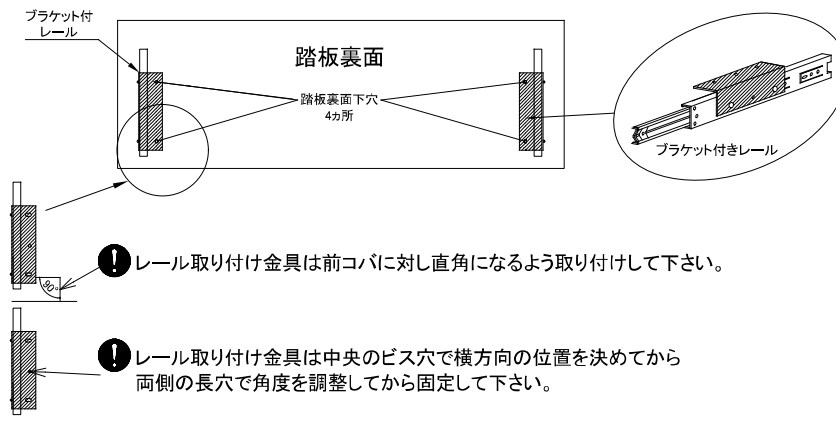 ブラケット付
レール
踏板裏面
踏板裏面下穴
4ヵ所
ブラケット付きレール
レール取り付け金具は前コバに対し直角になるよう取り付けして下さい。
90°
レール取り付け金具は中央のビス穴で横方向の位置を決めてから
両側の長穴で角度を調整してから固定して下さい。